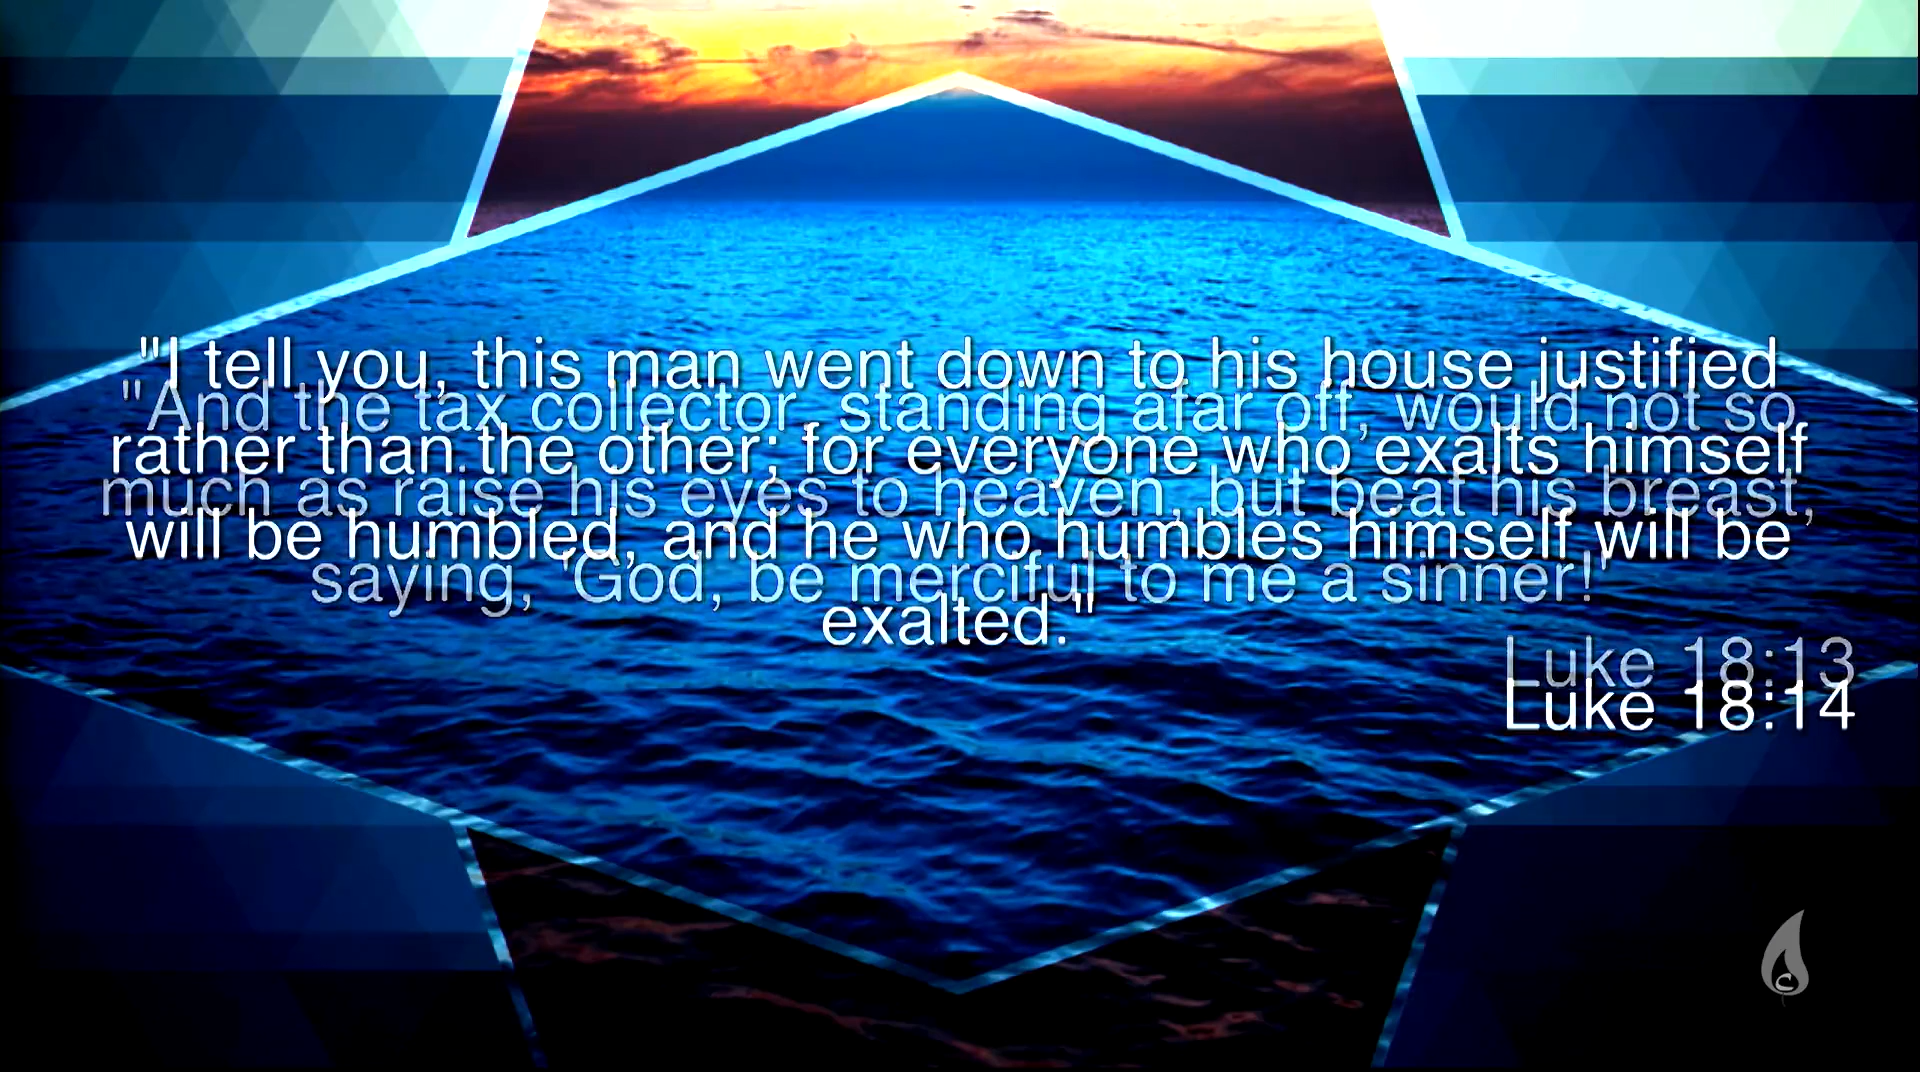 "I tell you, this man went down to his house justified
rather than the other; for everyone who exalts himself
will be humbled, and he who humbles himself will be
exalted."
Luke 18:14
"And the tax collector, standing afar off, would not so
much as raise his eyes to heaven, but beat his breast,
saying, 'God, be merciful to me a sinner!'
Luke 18:13
C